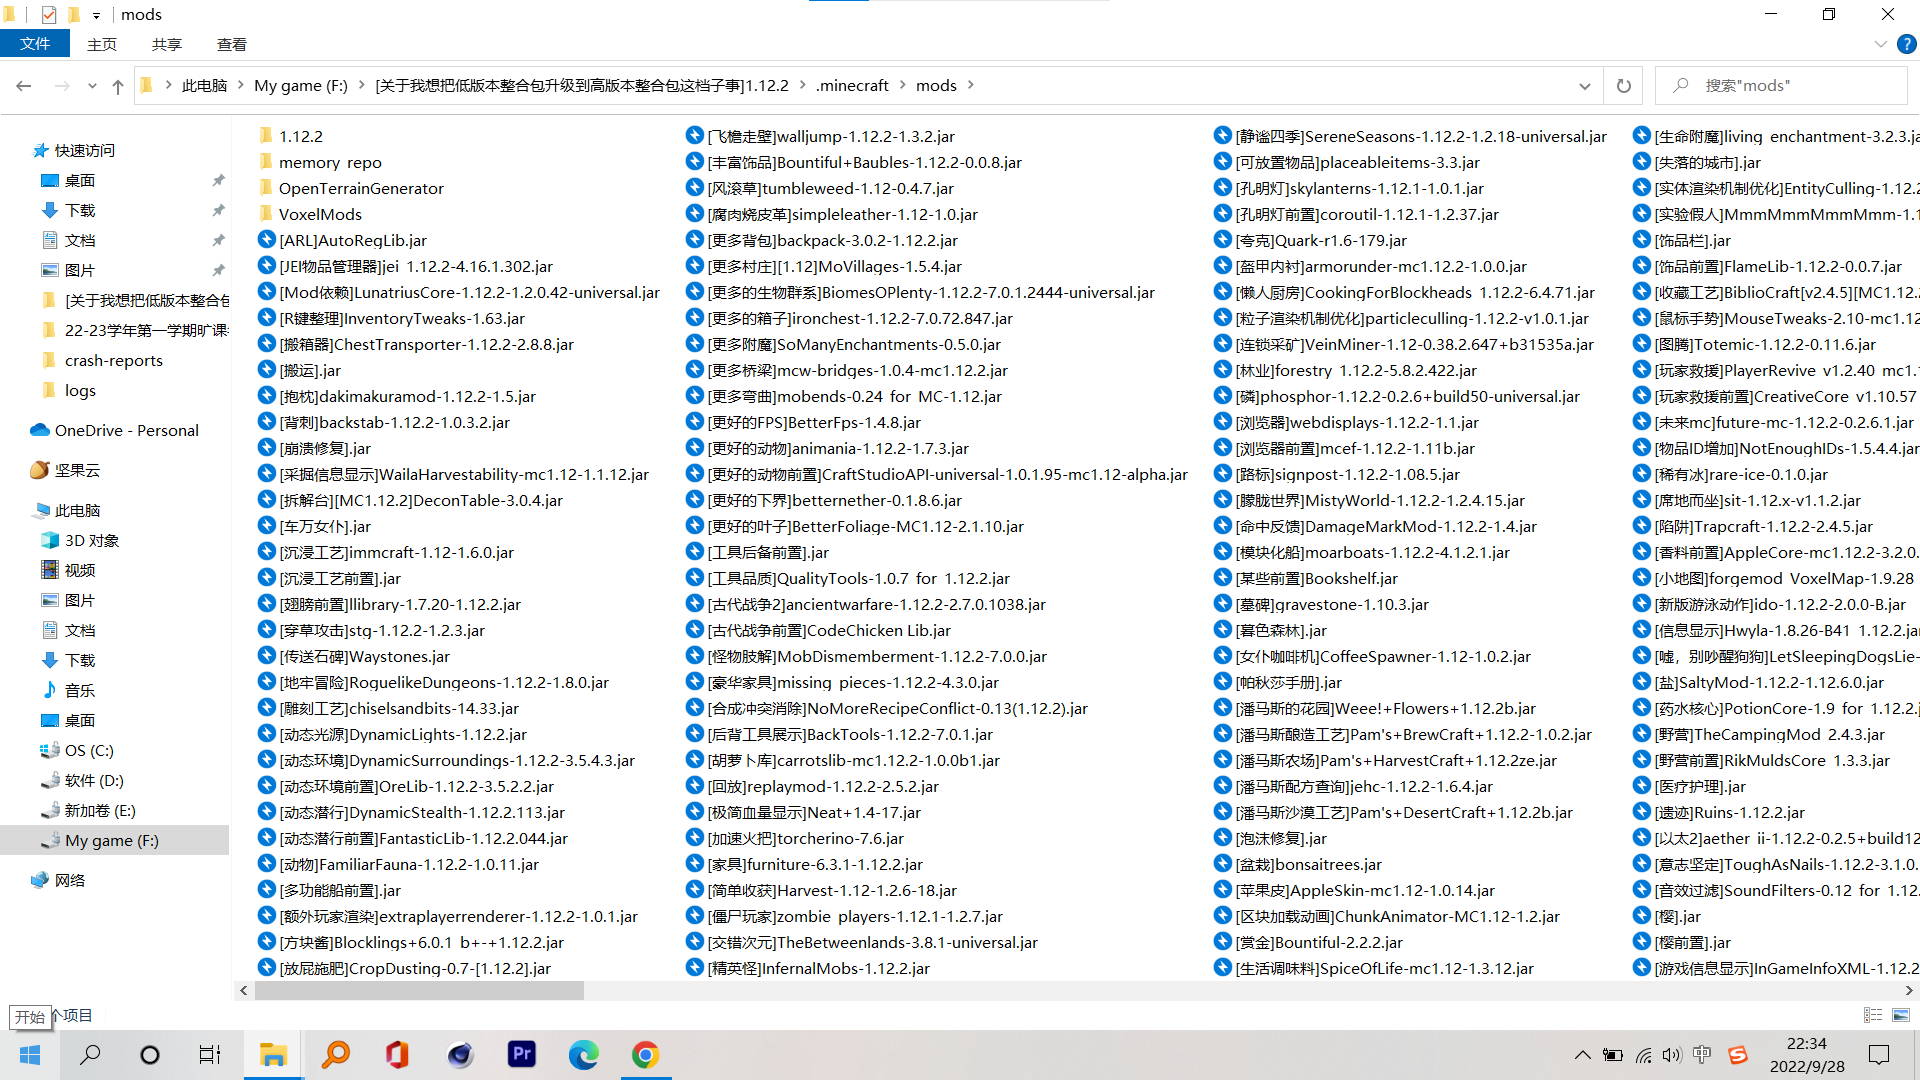 mods
文件
主页
共享
查看
此电脑
My game (F:)
[关于我想把低版本整合包升级到高版本整合包这档子事]1.12.2
.minecraft
mods
搜索"mods"
快速访问
桌面
下载
文档
图片
[关于我想把低版本整合包
22-23学年第一学期旷课
crash-reports
logs
OneDrive - Personal
坚果云
此电脑
3D 对象
视频
图片
文档
下载
音乐
桌面
OS (C:)
软件 (D:)
新加卷 (E:)
My game (F:)
网络
1.12.2
memory_repo
OpenTerrainGenerator
VoxelMods
[ARL]AutoRegLib.jar
[JEI物品管理器]jei_1.12.2-4.16.1.302.jar
[Mod依赖]LunatriusCore-1.12.2-1.2.0.42-universal.jar
[R键整理]InventoryTweaks-1.63.jar
[搬箱器]ChestTransporter-1.12.2-2.8.8.jar
[搬运].jar
[抱枕]dakimakuramod-1.12.2-1.5.jar
[背刺]backstab-1.12.2-1.0.3.2.jar
[崩溃修复].jar
[采掘信息显示]WailaHarvestability-mc1.12-1.1.12.jar
[拆解台][MC1.12.2]DeconTable-3.0.4.jar
[车万女仆].jar
[沉浸工艺]immcraft-1.12-1.6.0.jar
[沉浸工艺前置].jar
[翅膀前置]llibrary-1.7.20-1.12.2.jar
[穿草攻击]stg-1.12.2-1.2.3.jar
[传送石碑]Waystones.jar
[地牢冒险]RoguelikeDungeons-1.12.2-1.8.0.jar
[雕刻工艺]chiselsandbits-14.33.jar
[动态光源]DynamicLights-1.12.2.jar
[动态环境]DynamicSurroundings-1.12.2-3.5.4.3.jar
[动态环境前置]OreLib-1.12.2-3.5.2.2.jar
[动态潜行]DynamicStealth-1.12.2.113.jar
[动态潜行前置]FantasticLib-1.12.2.044.jar
[动物]FamiliarFauna-1.12.2-1.0.11.jar
[多功能船前置].jar
[额外玩家渲染]extraplayerrenderer-1.12.2-1.0.1.jar
[方块酱]Blocklings+6.0.1_b+-+1.12.2.jar
[放屁施肥]CropDusting-0.7-[1.12.2].jar
[飞檐走壁]walljump-1.12.2-1.3.2.jar
[丰富饰品]Bountiful+Baubles-1.12.2-0.0.8.jar
[风滚草]tumbleweed-1.12-0.4.7.jar
[腐肉烧皮革]simpleleather-1.12-1.0.jar
[更多背包]backpack-3.0.2-1.12.2.jar
[更多村庄][1.12]MoVillages-1.5.4.jar
[更多的生物群系]BiomesOPlenty-1.12.2-7.0.1.2444-universal.jar
[更多的箱子]ironchest-1.12.2-7.0.72.847.jar
[更多附魔]SoManyEnchantments-0.5.0.jar
[更多桥梁]mcw-bridges-1.0.4-mc1.12.2.jar
[更多弯曲]mobends-0.24_for_MC-1.12.jar
[更好的FPS]BetterFps-1.4.8.jar
[更好的动物]animania-1.12.2-1.7.3.jar
[更好的动物前置]CraftStudioAPI-universal-1.0.1.95-mc1.12-alpha.jar
[更好的下界]betternether-0.1.8.6.jar
[更好的叶子]BetterFoliage-MC1.12-2.1.10.jar
[工具后备前置].jar
[工具品质]QualityTools-1.0.7_for_1.12.2.jar
[古代战争2]ancientwarfare-1.12.2-2.7.0.1038.jar
[古代战争前置]CodeChicken Lib.jar
[怪物肢解]MobDismemberment-1.12.2-7.0.0.jar
[豪华家具]missing_pieces-1.12.2-4.3.0.jar
[合成冲突消除]NoMoreRecipeConflict-0.13(1.12.2).jar
[后背工具展示]BackTools-1.12.2-7.0.1.jar
[胡萝卜库]carrotslib-mc1.12.2-1.0.0b1.jar
[回放]replaymod-1.12.2-2.5.2.jar
[极简血量显示]Neat+1.4-17.jar
[加速火把]torcherino-7.6.jar
[家具]furniture-6.3.1-1.12.2.jar
[简单收获]Harvest-1.12-1.2.6-18.jar
[僵尸玩家]zombie_players-1.12.1-1.2.7.jar
[交错次元]TheBetweenlands-3.8.1-universal.jar
[精英怪]InfernalMobs-1.12.2.jar
[静谧四季]SereneSeasons-1.12.2-1.2.18-universal.jar
[可放置物品]placeableitems-3.3.jar
[孔明灯]skylanterns-1.12.1-1.0.1.jar
[孔明灯前置]coroutil-1.12.1-1.2.37.jar
[夸克]Quark-r1.6-179.jar
[盔甲内衬]armorunder-mc1.12.2-1.0.0.jar
[懒人厨房]CookingForBlockheads_1.12.2-6.4.71.jar
[粒子渲染机制优化]particleculling-1.12.2-v1.0.1.jar
[连锁采矿]VeinMiner-1.12-0.38.2.647+b31535a.jar
[林业]forestry_1.12.2-5.8.2.422.jar
[磷]phosphor-1.12.2-0.2.6+build50-universal.jar
[浏览器]webdisplays-1.12.2-1.1.jar
[浏览器前置]mcef-1.12.2-1.11b.jar
[路标]signpost-1.12.2-1.08.5.jar
[朦胧世界]MistyWorld-1.12.2-1.2.4.15.jar
[命中反馈]DamageMarkMod-1.12.2-1.4.jar
[模块化船]moarboats-1.12.2-4.1.2.1.jar
[某些前置]Bookshelf.jar
[墓碑]gravestone-1.10.3.jar
[暮色森林].jar
[女仆咖啡机]CoffeeSpawner-1.12-1.0.2.jar
[帕秋莎手册].jar
[潘马斯的花园]Weee!+Flowers+1.12.2b.jar
[潘马斯酿造工艺]Pam's+BrewCraft+1.12.2-1.0.2.jar
[潘马斯农场]Pam's+HarvestCraft+1.12.2ze.jar
[潘马斯配方查询]jehc-1.12.2-1.6.4.jar
[潘马斯沙漠工艺]Pam's+DesertCraft+1.12.2b.jar
[泡沫修复].jar
[盆栽]bonsaitrees.jar
[苹果皮]AppleSkin-mc1.12-1.0.14.jar
[区块加载动画]ChunkAnimator-MC1.12-1.2.jar
[赏金]Bountiful-2.2.2.jar
[生活调味料]SpiceOfLife-mc1.12-1.3.12.jar
[生命附魔]living_enchantment-3.2.3.ja
[失落的城市].jar
[实体渲染机制优化]EntityCulling-1.12.2
[实验假人]MmmMmmMmmMmm-1.1
[饰品栏].jar
[饰品前置]FlameLib-1.12.2-0.0.7.jar
[收藏工艺]BiblioCraft[v2.4.5][MC1.12.
[鼠标手势]MouseTweaks-2.10-mc1.12
[图腾]Totemic-1.12.2-0.11.6.jar
[玩家救援]PlayerRevive_v1.2.40_mc1.1
[玩家救援前置]CreativeCore_v1.10.57
[未来mc]future-mc-1.12.2-0.2.6.1.jar
[物品ID增加]NotEnoughIDs-1.5.4.4.jar
[稀有冰]rare-ice-0.1.0.jar
[席地而坐]sit-1.12.x-v1.1.2.jar
[陷阱]Trapcraft-1.12.2-2.4.5.jar
[香料前置]AppleCore-mc1.12.2-3.2.0.
[小地图]forgemod_VoxelMap-1.9.28
[新版游泳动作]ido-1.12.2-2.0.0-B.jar
[信息显示]Hwyla-1.8.26-B41_1.12.2.jar
[嘘，别吵醒狗狗]LetSleepingDogsLie-
[盐]SaltyMod-1.12.2-1.12.6.0.jar
[药水核心]PotionCore-1.9_for_1.12.2.j
[野营]TheCampingMod_2.4.3.jar
[野营前置]RikMuldsCore_1.3.3.jar
[医疗护理].jar
[遗迹]Ruins-1.12.2.jar
[以太2]aether_ii-1.12.2-0.2.5+build12
[意志坚定]ToughAsNails-1.12.2-3.1.0.
[音效过滤]SoundFilters-0.12_for_1.12.
[樱].jar
[樱前置].jar
[游戏信息显示]InGameInfoXML-1.12.2
开始
个项目
Pr
中
22:34
2022/9/28